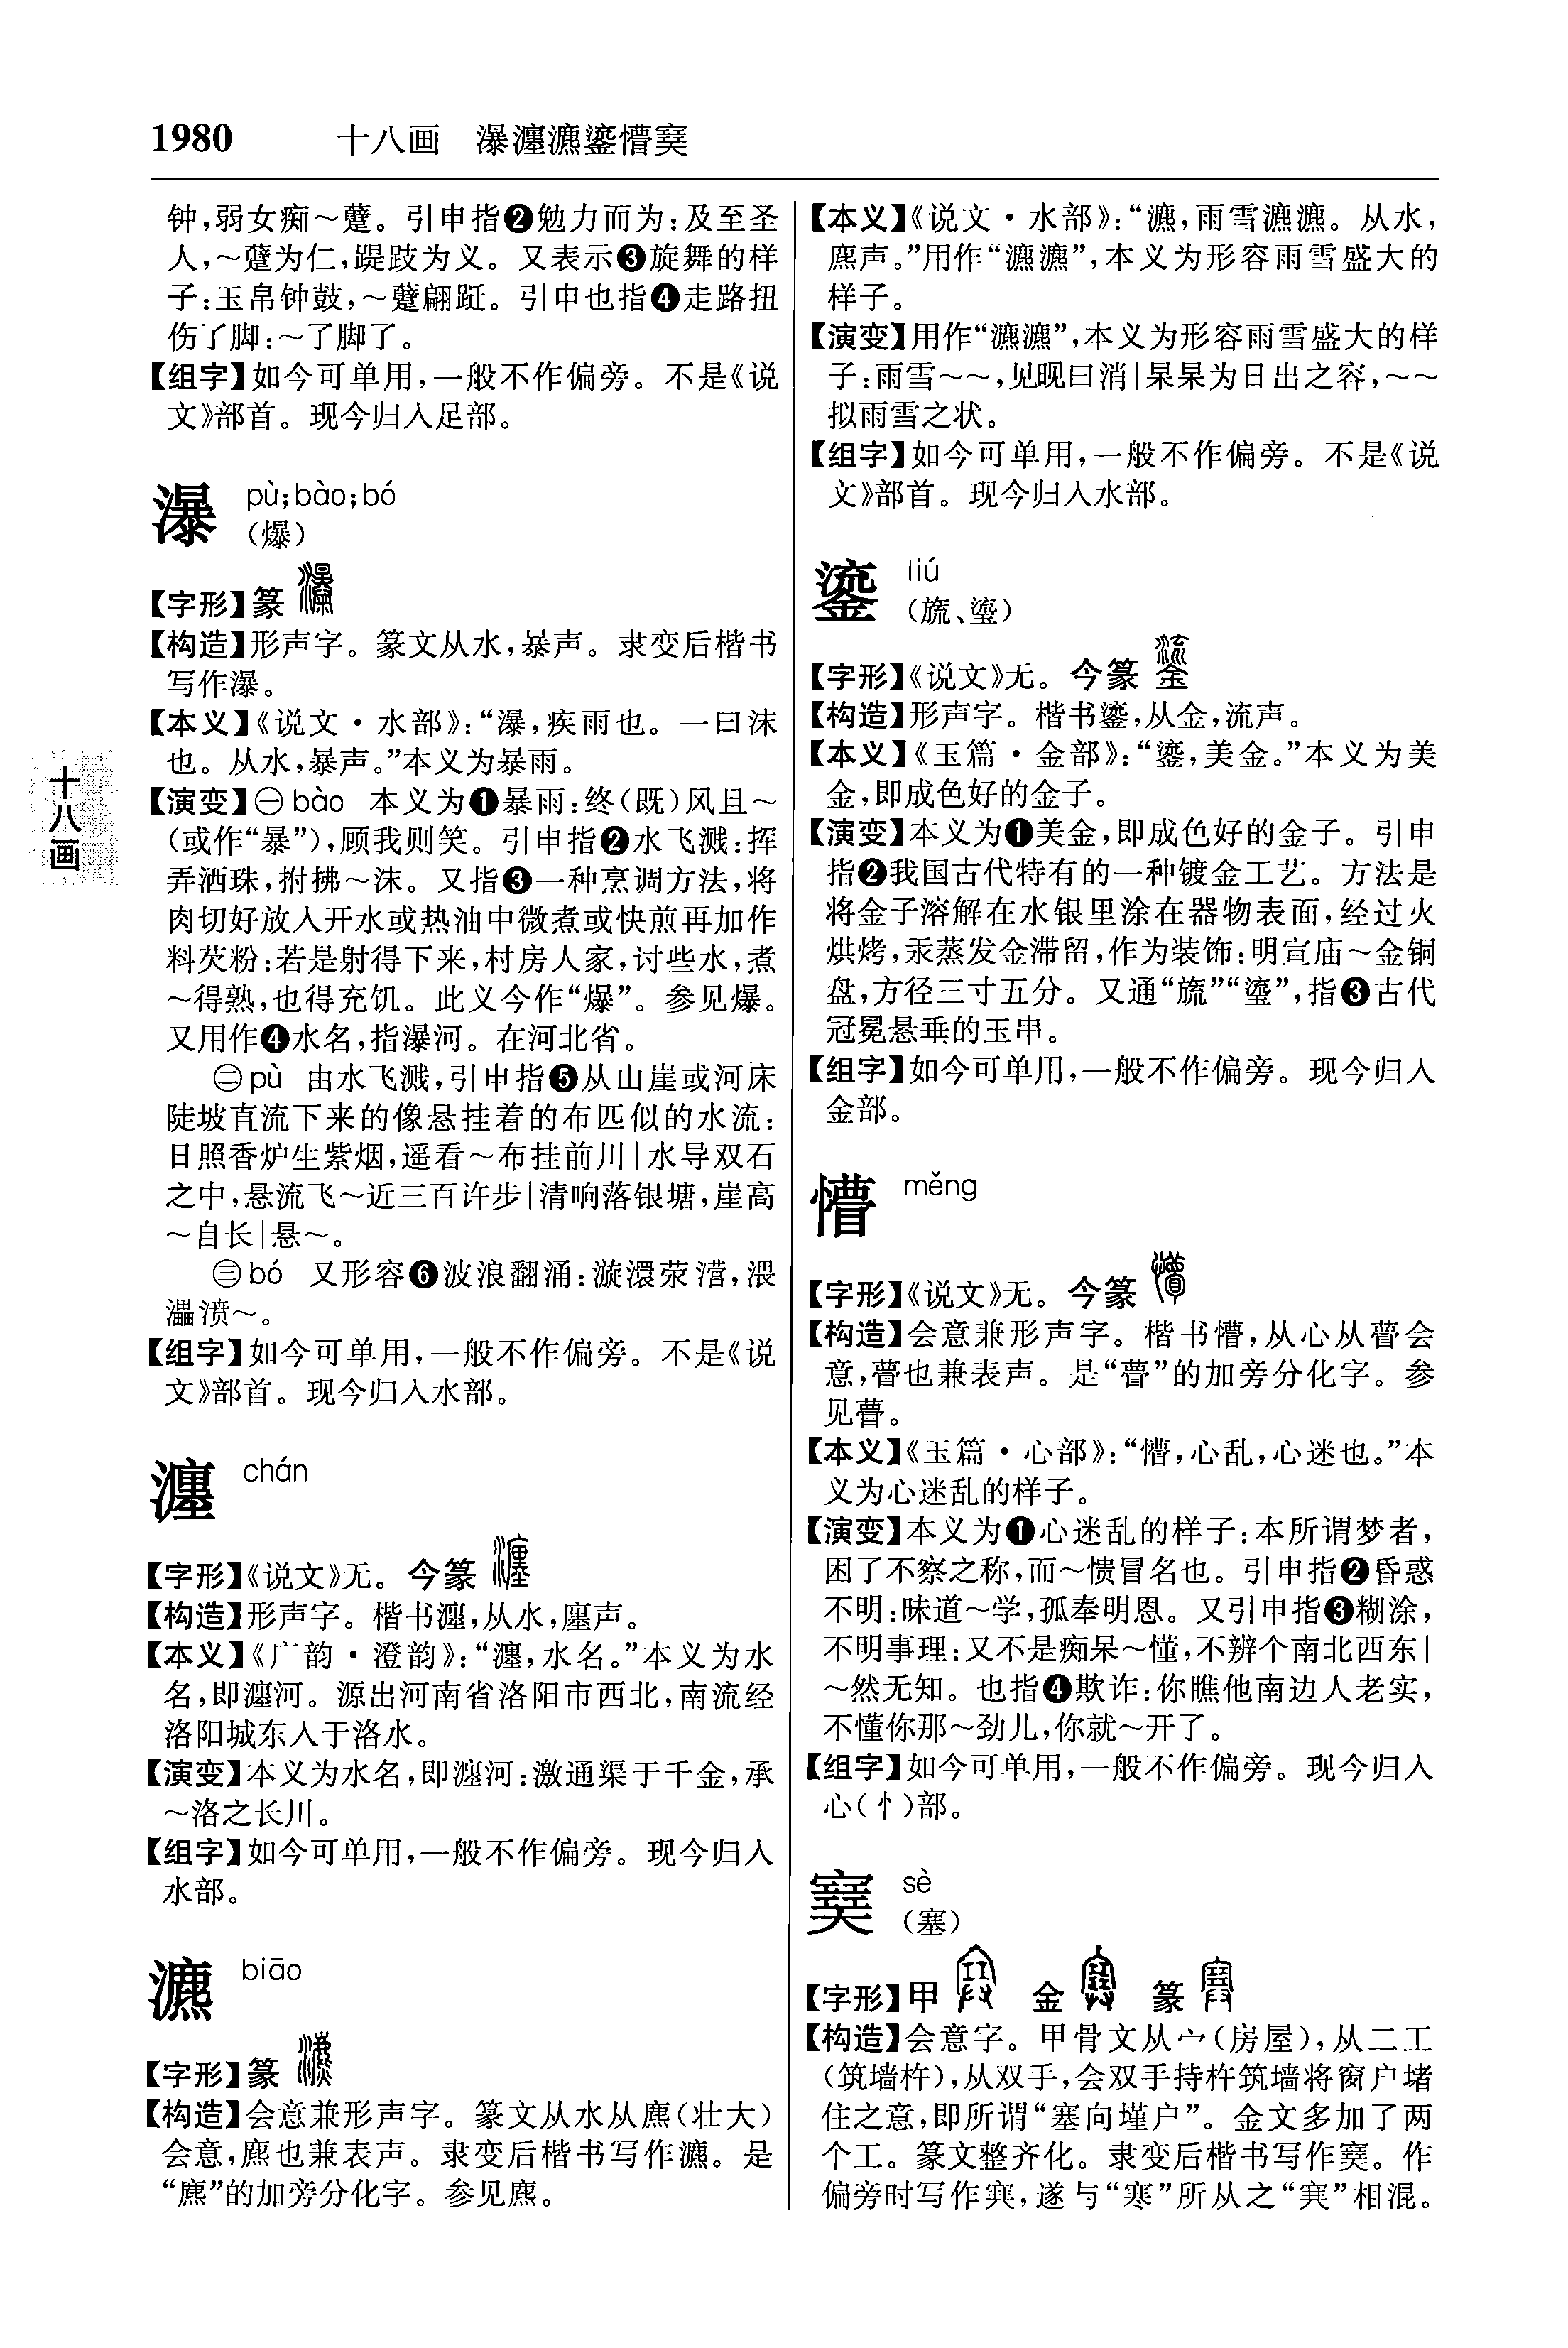 1980 十八画 瀑瀍瀌鎏懵𡫳
钟,弱女痴～躠。引申指❷勉力而为:及至圣
人,～躠为仁,踶跂为义。又表示❸旋舞的样
子:玉帛钟鼓,～躠翩跹。引申也指❹走路扭
伤了脚:～了脚了。
【组字】如今可单用,一般不作偏旁。不是《说
文》部首。现今归入足部。
瀑 pù;bào;bó
(爆)
【字形】篆
【构造】形声字。篆文从水,暴声。隶变后楷书
写作瀑。
【本义】《说文·水部》:“瀑,疾雨也。一曰沫
也。从水,暴声。”本义为暴雨。
【演变】㊀bào 本义为❶暴雨:终(既)风且～
(或作“暴”),顾我则笑。引申指❷水飞溅:挥
弄洒珠,拊拂～沫。又指❸一种烹调方法,将
肉切好放入开水或热油中微煮或快煎再加作
料芡粉:若是射得下来,村房人家,讨些水,煮
～得熟,也得充饥。此义今作“爆”。参见爆。
又用作❹水名,指瀑河。在河北省。
㊁pù 由水飞溅,引申指❺从山崖或河床
陡坡直流下来的像悬挂着的布匹似的水流:
日照香炉生紫烟,遥看～布挂前川|水导双石
之中,悬流飞～近三百许步|清响落银塘,崖高
～自长|悬～。
㊂bó 又形容❻波浪翻涌:漩澴荥瀯,渨
㵽濆～。
【组字】如今可单用,一般不作偏旁。不是《说
文》部首。现今归入水部。
瀍 chán
【字形】《说文》无。今篆
【构造】形声字。楷书瀍,从水,廛声。
【本义】《广韵·澄韵》:“瀍,水名。”本义为水
名,即瀍河。源出河南省洛阳市西北,南流经
洛阳城东入于洛水。
【演变】本义为水名,即瀍河:激通渠于千金,承
～洛之长川。
【组字】如今可单用,一般不作偏旁。现今归入
水部。
瀌 biāo
【字形】篆
【构造】会意兼形声字。篆文从水从麃(壮大)
会意,麃也兼表声。隶变后楷书写作瀌。是
“麃”的加旁分化字。参见麃。
【本义】《说文·水部》:“瀌,雨雪瀌瀌。从水,
麃声。”用作“瀌瀌”,本义为形容雨雪盛大的
样子。
【演变】用作“瀌瀌”,本义为形容雨雪盛大的样
子:雨雪～～,见晛曰消|杲杲为日出之容,～～
拟雨雪之状。
【组字】如今可单用,一般不作偏旁。不是《说
文》部首。现今归入水部。
鎏 liú
(旒、鎏)
【字形】《说文》无。今篆
【构造】形声字。楷书鎏,从金,流声。
【本义】《玉篇·金部》:“鎏,美金。”本义为美
金,即成色好的金子。
【演变】本义为❶美金,即成色好的金子。引申
指❷我国古代特有的一种镀金工艺。方法是
将金子溶解在水银里涂在器物表面,经过火
烘烤,汞蒸发金滞留,作为装饰:明宣庙～金铜
盘,方径三寸五分。又通“旒”“鎏”,指❸古代
冠冕悬垂的玉串。
【组字】如今可单用,一般不作偏旁。现今归入
金部。
懵 měng
【字形】《说文》无。今篆
【构造】会意兼形声字。楷书懵,从心从瞢会
意,瞢也兼表声。是“瞢”的加旁分化字。参
见瞢。
【本义】《玉篇·心部》:“懵,心乱,心迷也。”本
义为心迷乱的样子。
【演变】本义为❶心迷乱的样子:本所谓梦者,
困了不察之称,而～愦冒名也。引申指❷昏惑
不明:昧道～学,孤奉明恩。又引申指❸糊涂,
不明事理:又不是痴呆～懂,不辨个南北西东|
～然无知。也指❹欺诈:你瞧他南边人老实,
不懂你那～劲儿,你就～开了。
【组字】如今可单用,一般不作偏旁。现今归入
心(忄)部。
𡫳 sè
(塞)
【字形】甲 金 篆
【构造】会意字。甲骨文从宀(房屋),从二工
(筑墙杵),从双手,会双手持杵筑墙将窗户堵
住之意,即所谓“塞向墐户”。金文多加了两
个工。篆文整齐化。隶变后楷书写作𡫳。作
偏旁时写作𡨄,遂与“寒”所从之“𡨄”相混。
十八画